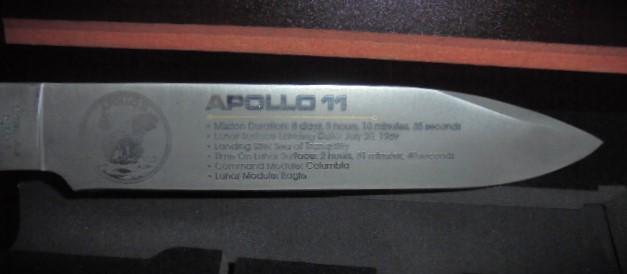 APOLLO 11
• Mission Duration: 8 days, hours, minutes, 35 seconds
• Lunar Surface Landing Date: July 20, 1969
• Landing Site: Sea of Tranquility
• Time On Lunar Surface: 2 hours, 31 minutes, 40 seconds
• Command Module: Columbia
• Lunar Module: Eagle